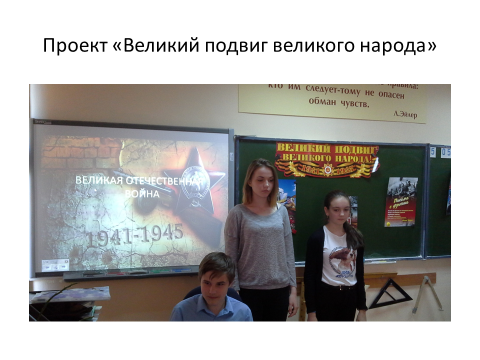 Проект «Великий подвиг великого народа»
кто им следует-тому не опасен
обман чувств.
Л.Эйлер
ВЕЛИКИЙ ПОДВИГ
ВЕЛИКОГО НАРОДА!
ВЕЛИКАЯ ОТЕЧЕСТВЕННАЯ
ВОЙНА
1941-1945